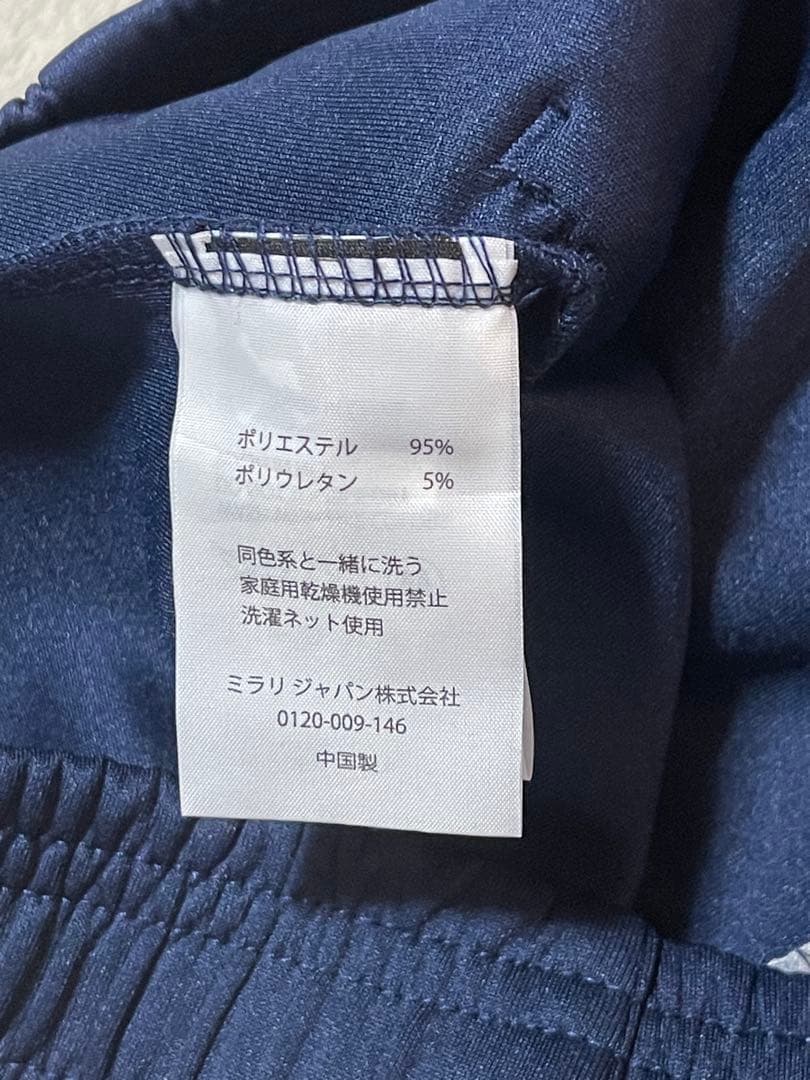 ポリエステル 95%
ポリウレタン 5%
同色系と一緒に洗う
家庭用乾燥機使用禁止
洗濯ネット使用
ミラリ ジャパン株式会社
0120-009-146
中国製